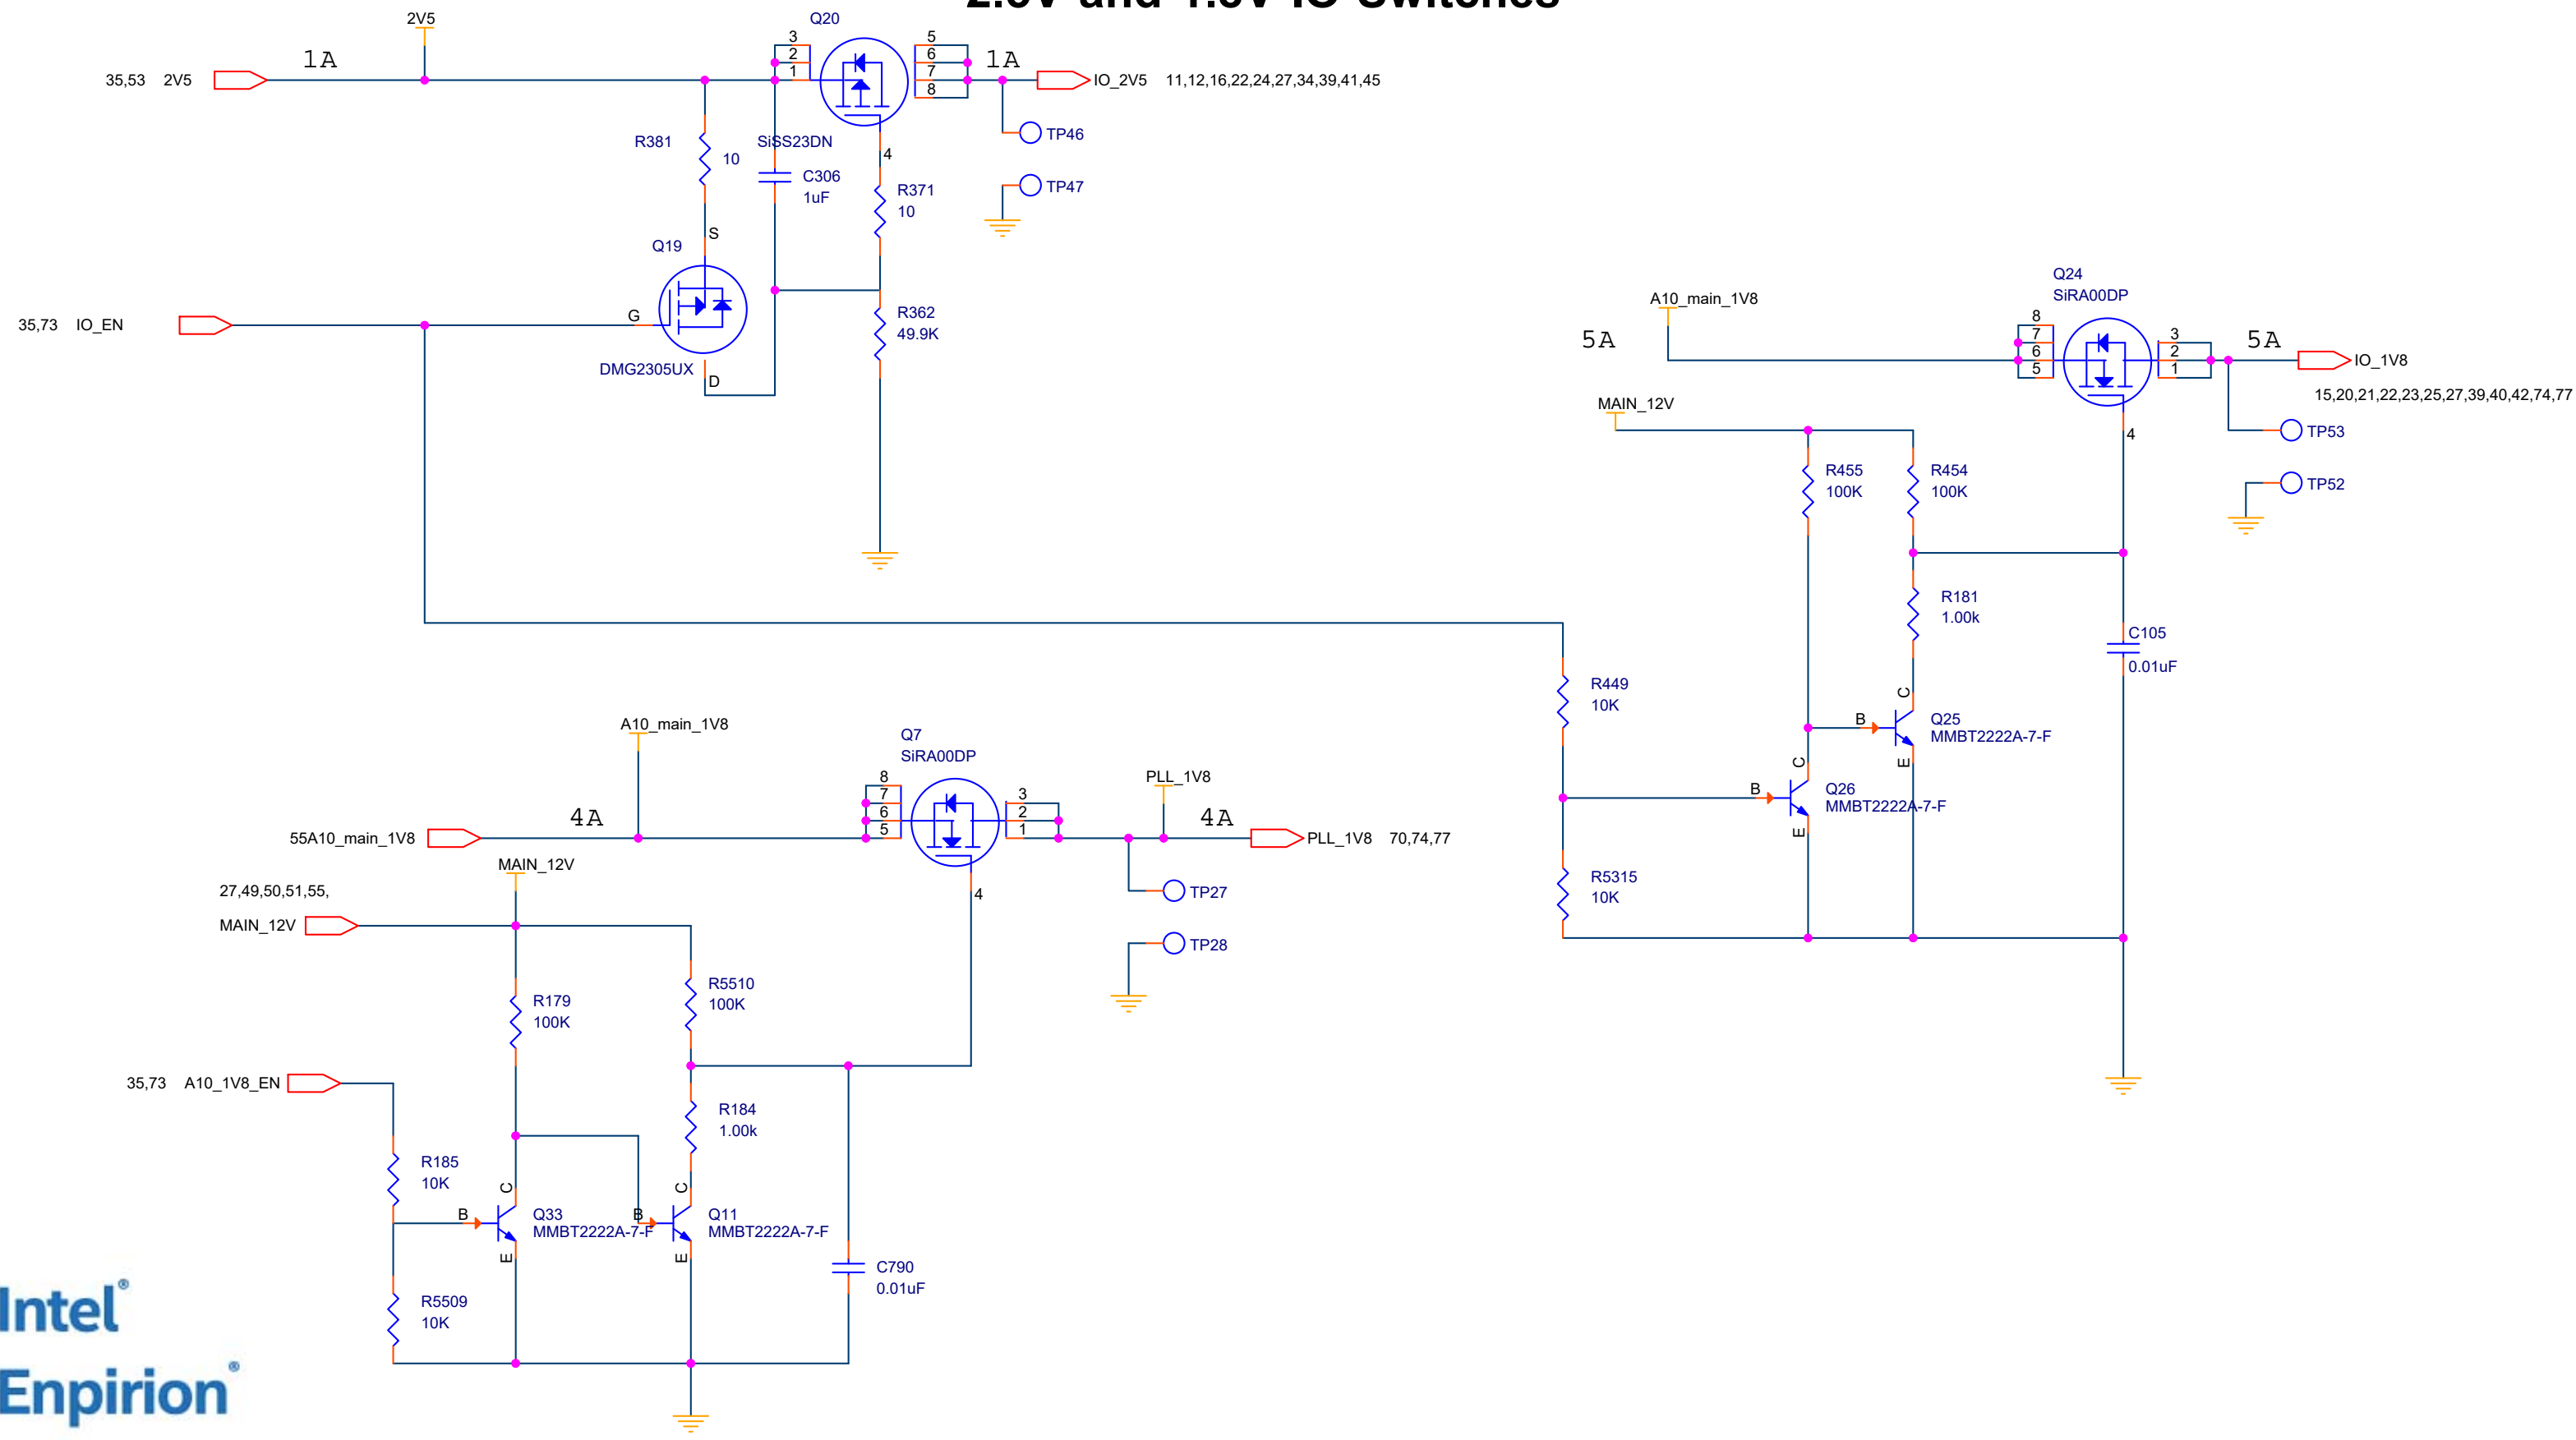 2V5
Q20
1A
35,53 2V5
3
2
1
5
6
7
8
1A
IO_2V5 11,12,16,22,24,27,34,39,41,45
TP46
R381
10
SiSS23DN
4
C306
1uF
R371
10
TP47
S
Q19
G
35,73 IO_EN
R362
49.9K
DMG2305UX
D
Q24
SiRA00DP
A10_main_1V8
5A
8
7
6
5
3
2
1
5A
IO_1V8
15,20,21,22,23,25,27,39,40,42,74,77
MAIN_12V
4
TP53
R455
100K
R454
100K
TP52
R181
1.00k
C105
0.01uF
R449
10K
C
B
Q25
MMBT2222A-7-F
E
C
B
Q26
MMBT2222A-7-F
E
R5315
10K
A10_main_1V8
Q7
SiRA00DP
4A
55A10_main_1V8
8
7
6
5
3
2
1
PLL_1V8
4A
PLL_1V8 70,74,77
MAIN_12V
27,49,50,51,55,
MAIN_12V
4
TP27
TP28
R179
100K
R5510
100K
35,73 A10_1V8_EN
R184
1.00k
R185
10K
C
B
Q33
MMBT2222A-7-F
E
C
B
Q11
MMBT2222A-7-F
E
C790
0.01uF
R5509
10K
Intel®
Enpirion®